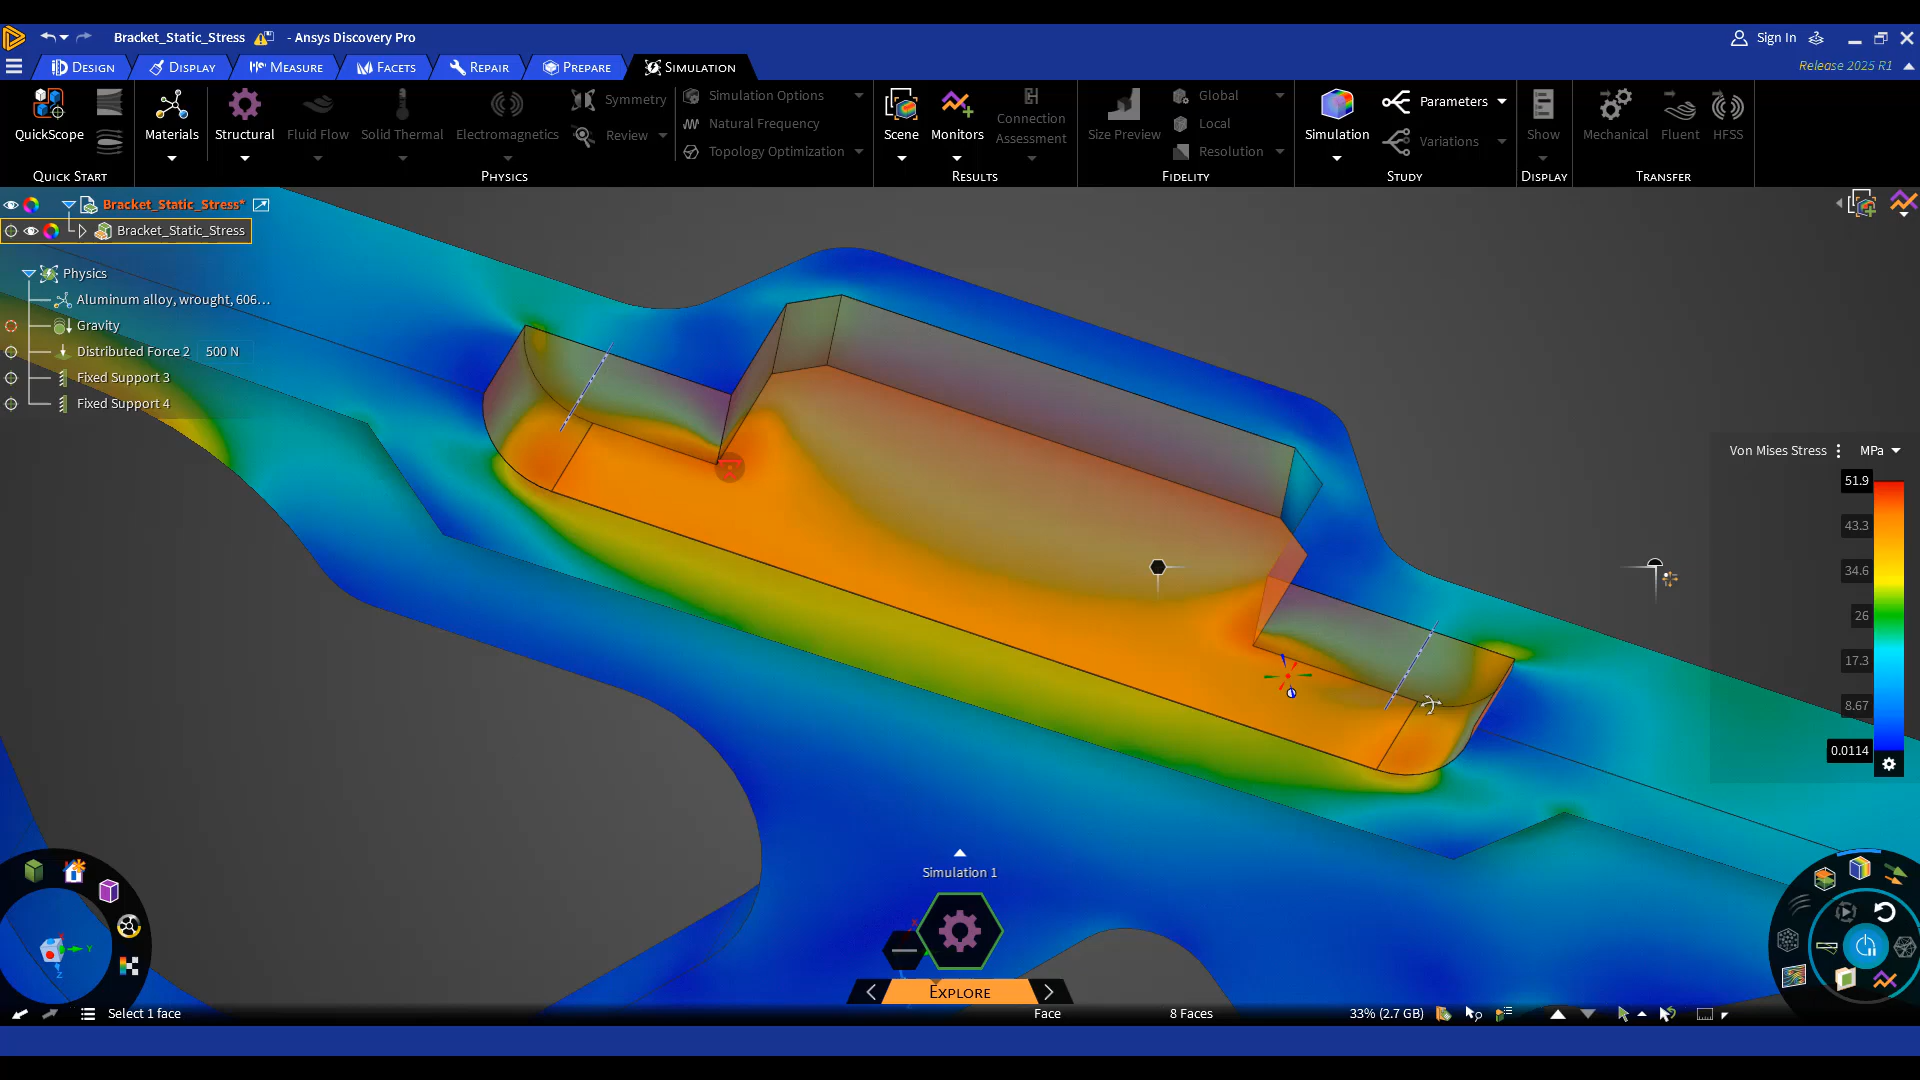 Bracket_Static_Stress - Ansys Discovery Pro
Sign In
Design Display Measure Facets Repair Prepare Simulation
Release 2025 R1
QuickScope
Quick Start
Materials Structural Fluid Flow Solid Thermal Electromagnetics
Symmetry
Review
Simulation Options
Natural Frequency
Topology Optimization
Physics
Scene Monitors Connection Assessment
Results
Size Preview
Global
Local
Resolution
Fidelity
Simulation
Parameters
Variations
Study
Show
Display
Mechanical Fluent HFSS
Transfer
Bracket_Static_Stress*
Bracket_Static_Stress
Physics
Aluminum alloy, wrought, 606...
Gravity
Distributed Force 2 500 N
Fixed Support 3
Fixed Support 4
Von Mises Stress MPa
51.9
43.3
34.6
26
17.3
8.67
0.0114
Simulation 1
Explore
Y
Z
Select 1 face
Face
8 Faces
33% (2.7 GB)